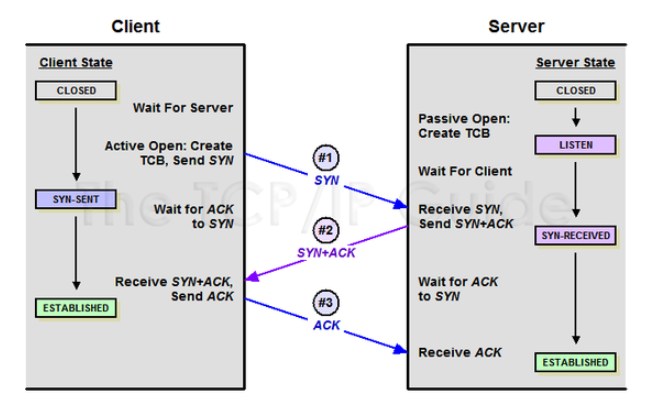 Client
Server
Client State
CLOSED
Wait For Server
Active Open: Create
TCB, Send SYN
SYN-SENT
Wait for ACK
to SYN
Receive SYN+ACK,
Send ACK
ESTABLISHED
#1
SYN
#2
SYN+ACK
#3
ACK
Server State
CLOSED
Passive Open:
Create TCB
LISTEN
Wait For Client
Receive SYN,
Send SYN+ACK
SYN-RECEIVED
Wait for ACK
to SYN
Receive ACK
ESTABLISHED
The TCP/IP Guide